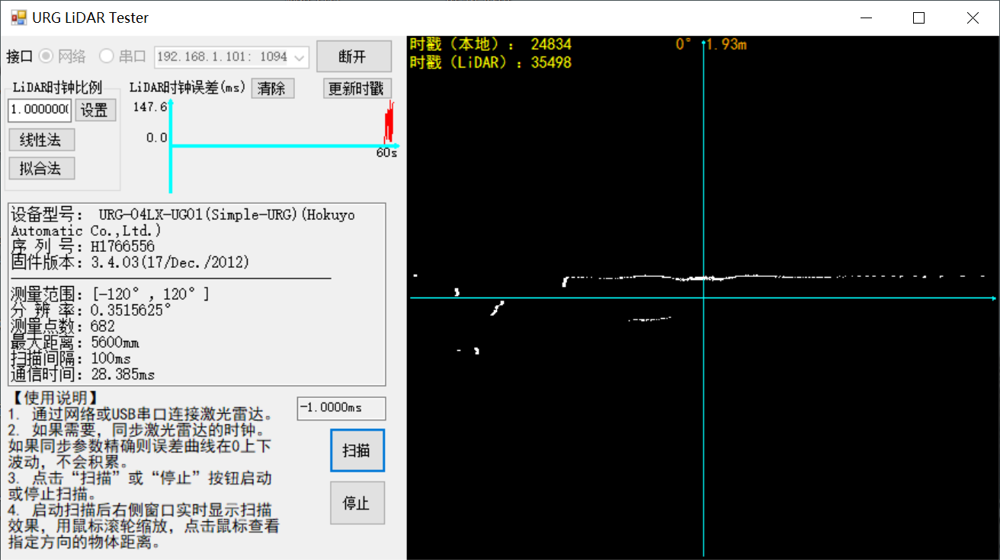 URG LiDAR Tester
接口 网络 串口 192.168.1.101: 1094 断开
LiDAR时钟比例 LiDAR时钟误差(ms) 清除 更新时戳
1.0000000 设置
147.6
0.0
60s
线性法
拟合法
设备型号: URG-04LX-UG01(Simple-URG)(Hokuyo
Automatic Co.,Ltd.)
序 列 号: H1766556
固件版本: 3.4.03(17/Dec./2012)
测量范围: [-120°, 120°]
分 辨 率: 0.3515625°
测量点数: 682
最大距离: 5600mm
扫描间隔: 100ms
通信时间: 28.385ms
【使用说明】
1. 通过网络或USB串口连接激光雷达。
2. 如果需要，同步激光雷达的时钟。
如果同步参数精确则误差曲线在0上下
波动，不会积累。
3. 点击“扫描”或“停止”按钮启动
或停止扫描。
4. 启动扫描后右侧窗口实时显示扫描
效果，用鼠标滚轮缩放，点击鼠标查看
指定方向的物体距离。
-1.0000ms
扫描
停止
时戳（本地）: 24834
时戳（LiDAR）: 35498
0° 1.93m